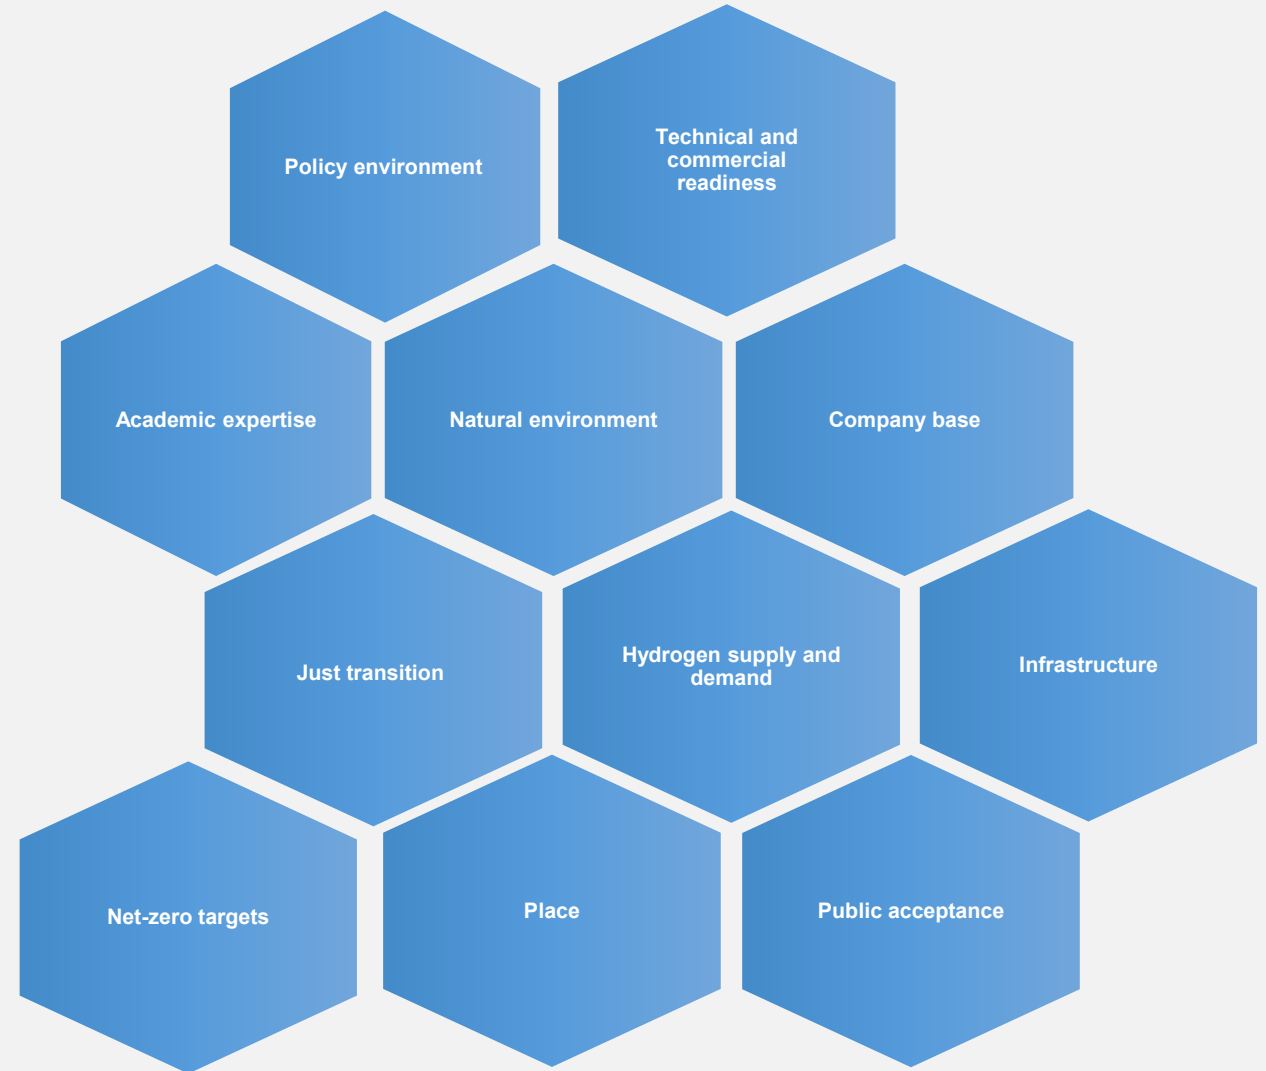 Policy environment
Technical and
commercial
readiness
Academic expertise
Natural environment
Company base
Just transition
Hydrogen supply and
demand
Infrastructure
Net-zero targets
Place
Public acceptance